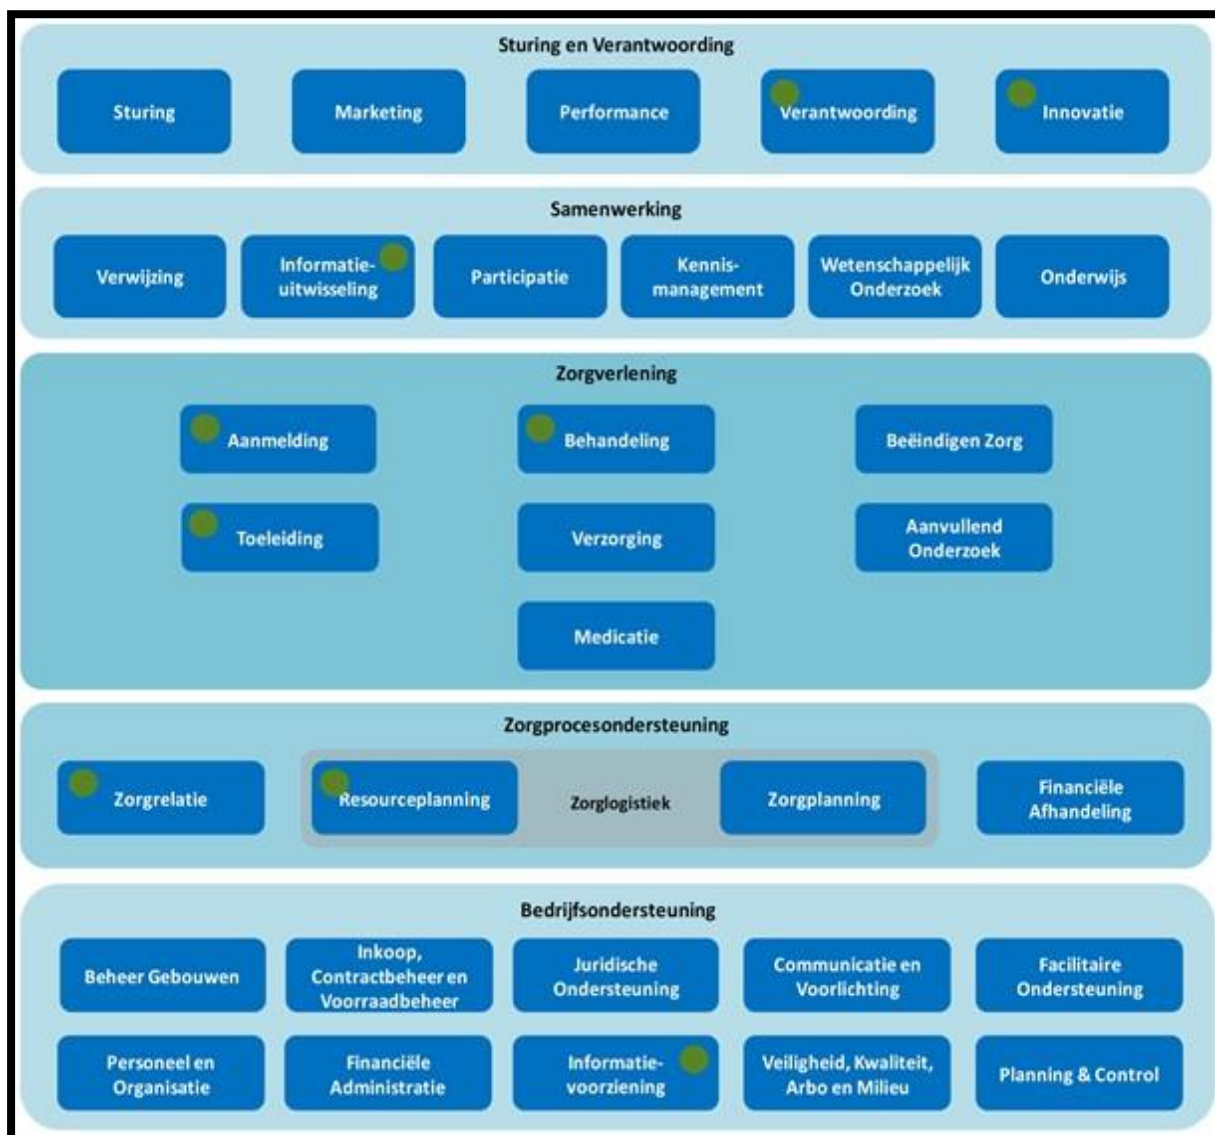 Sturing en Verantwoording
Sturing
Marketing
Performance
Verantwoording
Innovatie
Samenwerking
Verwijzing
Informatie-
uitwisseling
Participatie
Kennis-
management
Wetenschappelijk
Onderzoek
Onderwijs
Zorgverlening
Aanmelding
Behandeling
Beëindigen Zorg
Toeleiding
Verzorging
Aanvullend
Onderzoek
Medicatie
Zorgprocesondersteuning
Zorgrelatie
Resourceplanning
Zorglogistiek
Zorgplanning
Financiële
Afhandeling
Bedrijfsondersteuning
Beheer Gebouwen
Inkoop,
Contractbeheer en
Voorraadbeheer
Juridische
Ondersteuning
Communicatie en
Voorlichting
Facilitaire
Ondersteuning
Personeel en
Organisatie
Financiële
Administratie
Informatie-
voorziening
Veiligheid, Kwaliteit,
Arbo en Milieu
Planning & Control